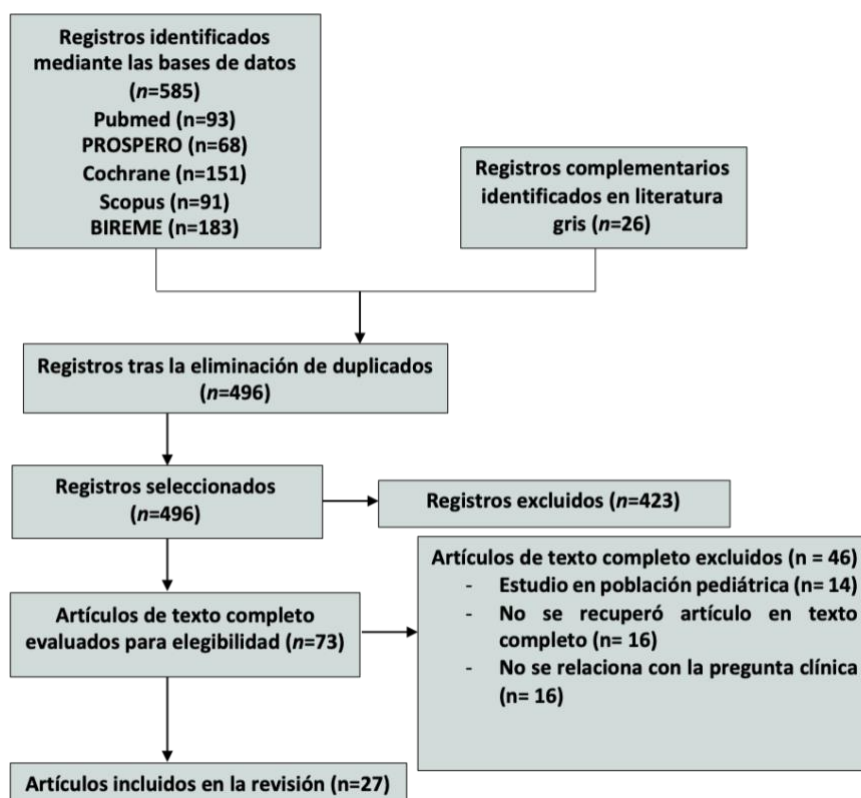 Registros identificados
mediante las bases de datos
(n=585)
Pubmed (n=93)
PROSPERO (n=68)
Cochrane (n=151)
Scopus (n=91)
BIREME (n=183)
Registros complementarios
identificados en literatura
gris (n=26)
Registros tras la eliminación de duplicados
(n=496)
Registros seleccionados
(n=496)
Registros excluidos (n=423)
Artículos de texto completo
evaluados para elegibilidad (n=73)
Artículos de texto completo excluidos (n = 46)
- Estudio en población pediátrica (n= 14)
- No se recuperó artículo en texto
completo (n= 16)
- No se relaciona con la pregunta clínica
(n= 16)
Artículos incluidos en la revisión (n=27)